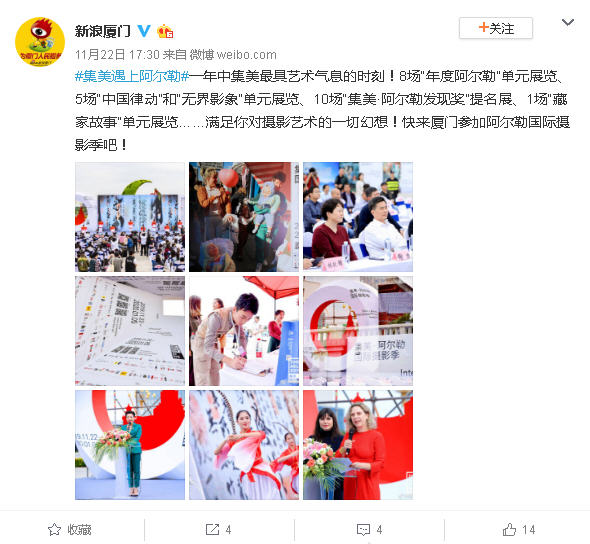 新浪厦门
+关注
11月22日 17:30 来自 微博 weibo.com
#集美遇上阿尔勒#一年中集美最具艺术气息的时刻！8场“年度阿尔勒”单元展览、
5场“中国律动”和“无界影象”单元展览、10场“集美·阿尔勒发现奖”提名展、1场“藏
家故事”单元展览……满足你对摄影艺术的一切幻想！快来厦门参加阿尔勒国际摄
影季吧！
集美·阿尔勒
国际摄影季
Inte
19.11.22
收藏
4
4
14